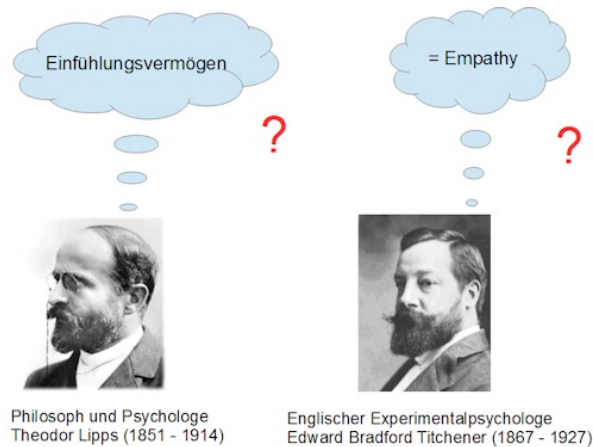 Einfühlungsvermögen
= Empathy
?
?
Philosoph und Psychologe
Theodor Lipps (1851 - 1914)
Englischer Experimentalpsychologe
Edward Bradford Titchener (1867 - 1927)